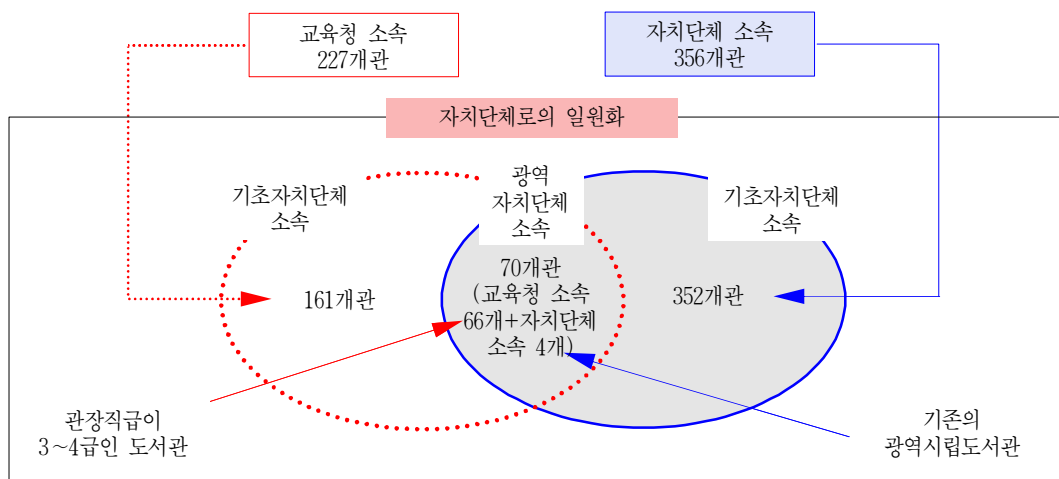 교육청 소속
227개관
자치단체 소속
356개관
자치단체로의 일원화
기초자치단체
소속
광역
자치단체
소속
기초자치단체
소속
161개관
70개관
(교육청 소속
66개+자치단체
소속 4개)
352개관
관장직급이
3~4급인 도서관
기존의
광역시립도서관